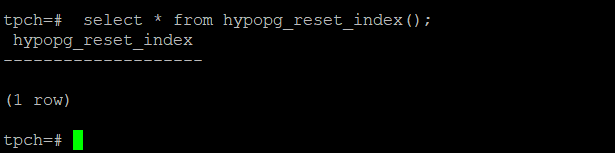 tpch=#  select * from hypopg_reset_index();
 hypopg_reset_index
--------------------
(1 row)
tpch=#